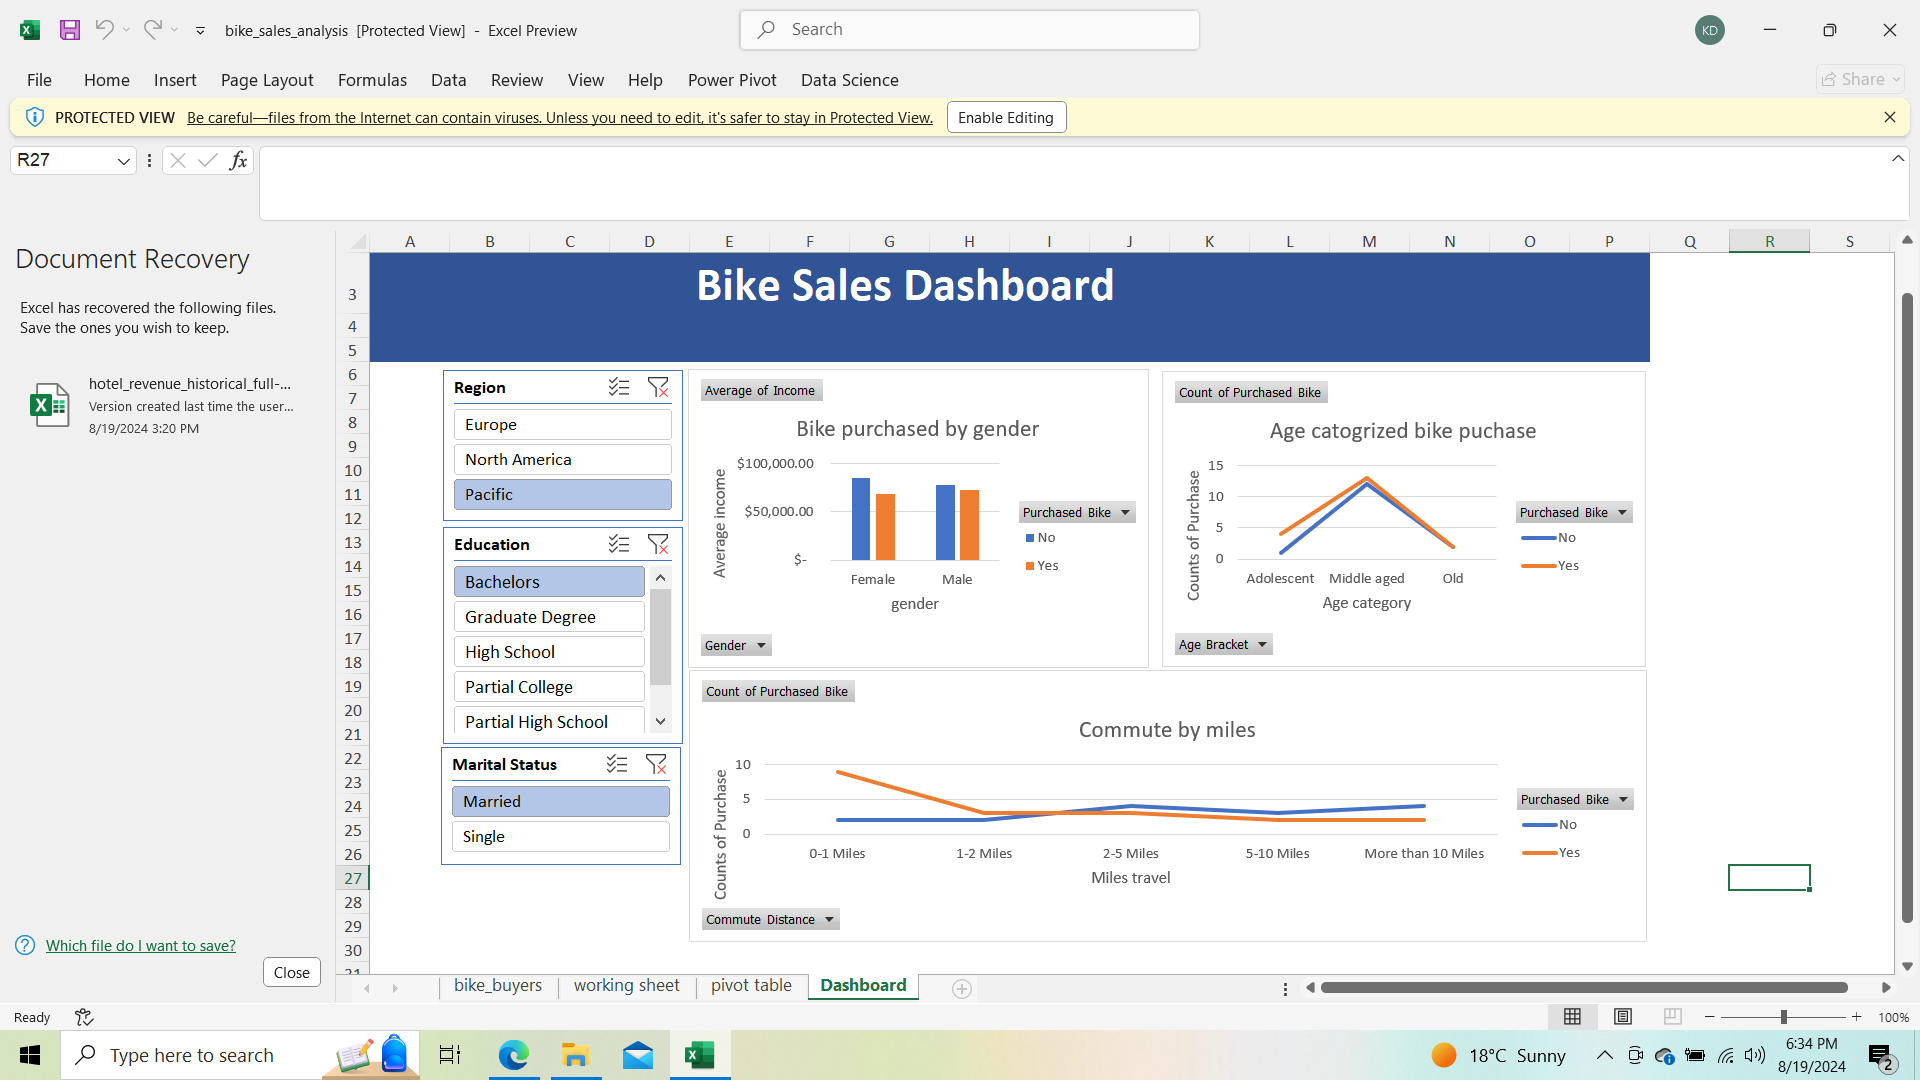 bike_sales_analysis [Protected View] - Excel Preview
Search
KD
File Home Insert Page Layout Formulas Data Review View Help Power Pivot Data Science
Share
PROTECTED VIEW Be careful—files from the Internet can contain viruses. Unless you need to edit, it's safer to stay in Protected View. Enable Editing
R27
fx
Document Recovery
Excel has recovered the following files.
Save the ones you wish to keep.
hotel_revenue_historical_full-...
Version created last time the user...
8/19/2024 3:20 PM
Which file do I want to save?
Close
A B C D E F G H I J K L M N O P Q R S
3
4
5
6
7
8
9
10
11
12
13
14
15
16
17
18
19
20
21
22
23
24
25
26
27
28
29
30
31
Bike Sales Dashboard
Region
Europe
North America
Pacific
Education
Bachelors
Graduate Degree
High School
Partial College
Partial High School
Marital Status
Married
Single
Average of Income
Bike purchased by gender
Average income
$100,000.00
$50,000.00
$-
Female Male
gender
Purchased Bike
No
Yes
Gender
Count of Purchased Bike
Age catogrized bike puchase
Counts of Purchase
15
10
5
0
Adolescent Middle aged Old
Age category
Purchased Bike
No
Yes
Age Bracket
Count of Purchased Bike
Commute by miles
Counts of Purchase
10
5
0
0-1 Miles 1-2 Miles 2-5 Miles 5-10 Miles More than 10 Miles
Miles travel
Purchased Bike
No
Yes
Commute Distance
bike_buyers working sheet pivot table Dashboard
Ready
100%
Type here to search
18°C Sunny
6:34 PM
8/19/2024
2